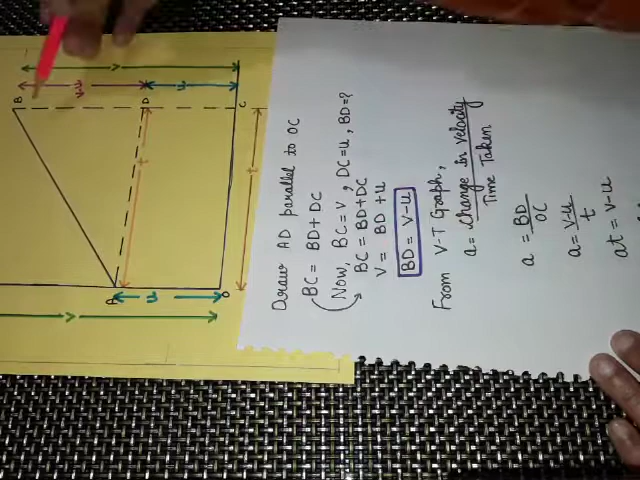 Draw AD parallel to OC
BC = BD + DC
Now, BC = V, DC = u, BD = ?
BC = BD + DC
V = BD + u
BD = V-u
From V-T Graph,
a = Change in Velocity
Time Taken
a = BD
OC
a = V-u
t
at = V-u
B
D
C
A
O
V
u
t
t
u
V